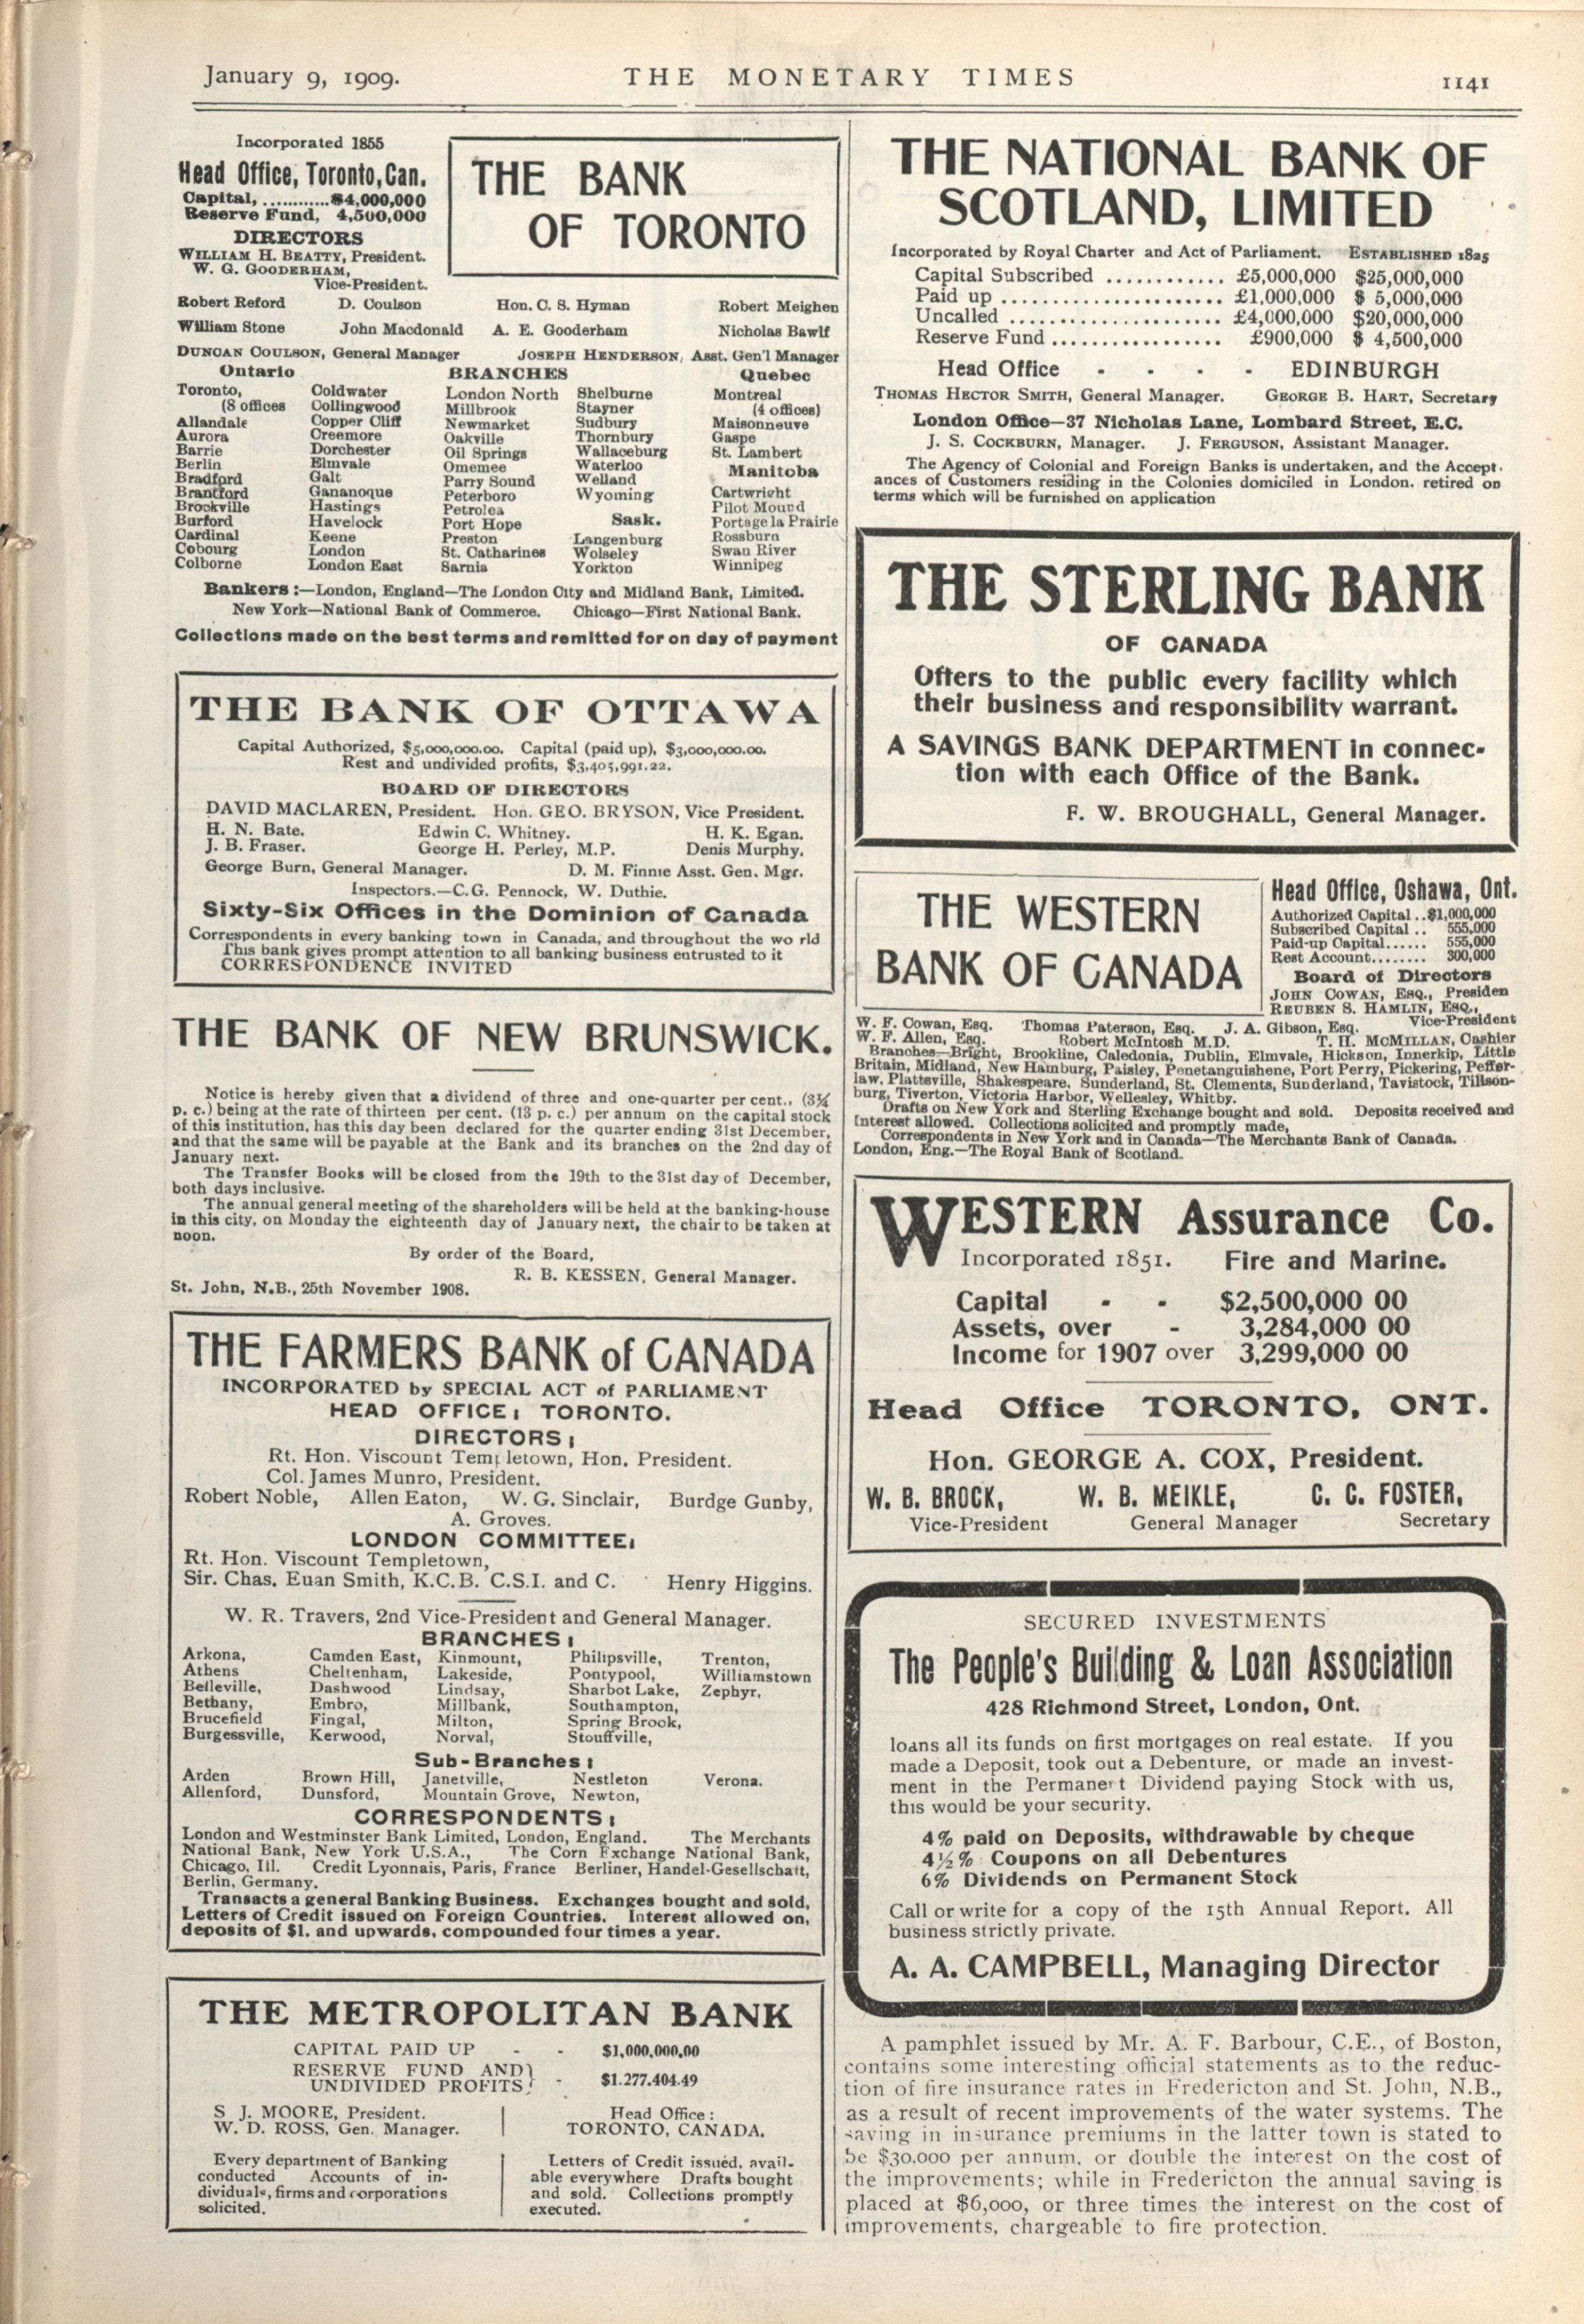 January 9, 1909.
THE MONETARY TIMES
1141
Incorporated 1855
Head Office, Toronto, Can.
Capital, ...........$4,000,000
Reserve Fund, 4,500,000
DIRECTORS
WILLIAM H. BEATTY, President.
W. G. GOODERHAM,
Vice-President.
THE BANK
OF TORONTO
Robert Reford D. Coulson Hon. C. S. Hyman Robert Meighen
William Stone John Macdonald A. E. Gooderham Nicholas Bawlf
DUNCAN COULSON, General Manager JOSEPH HENDERSON, Asst. Gen'l Manager
Ontario BRANCHES Quebec
Toronto, Coldwater London North Shelburne Montreal
(8 offices Collingwood Millbrook Stayner (4 offices)
Allandale Copper Cliff Newmarket Sudbury Maisonneuve
Aurora Creemore Oakville Thornbury Gaspe
Barrie Dorchester Oil Springs Wallaceburg St. Lambert
Berlin Elmvale Omemee Waterloo Manitoba
Bradford Galt Parry Sound Welland
Brantford Gananoque Peterboro Wyoming Cartwright
Brockville Hastings Petrolea Pilot Mound
Burford Havelock Port Hope Sask. Portage la Prairie
Cardinal Keene Preston Langenburg Rossburn
Cobourg London St. Catharines Wolseley Swan River
Colborne London East Sarnia Yorkton Winnipeg
Bankers :—London, England—The London City and Midland Bank, Limited.
New York—National Bank of Commerce. Chicago—First National Bank.
Collections made on the best terms and remitted for on day of payment
THE BANK OF OTTAWA
Capital Authorized, $5,000,000.00. Capital (paid up), $3,000,000.00.
Rest and undivided profits, $3,405,991.22.
BOARD OF DIRECTORS
DAVID MACLAREN, President. Hon. GEO. BRYSON, Vice President.
H. N. Bate. Edwin C. Whitney. H. K. Egan.
J. B. Fraser. George H. Perley, M.P. Denis Murphy.
George Burn, General Manager. D. M. Finnie Asst. Gen. Mgr.
Inspectors.—C.G. Pennock, W. Duthie.
Sixty-Six Offices in the Dominion of Canada
Correspondents in every banking town in Canada, and throughout the wo rld
This bank gives prompt attention to all banking business entrusted to it
CORRESPONDENCE INVITED
THE BANK OF NEW BRUNSWICK.
Notice is hereby given that a dividend of three and one-quarter per cent., (3¼
p. c.) being at the rate of thirteen per cent. (13 p. c.) per annum on the capital stock
of this institution, has this day been declared for the quarter ending 31st December,
and that the same will be payable at the Bank and its branches on the 2nd day of
January next.
The Transfer Books will be closed from the 19th to the 31st day of December,
both days inclusive.
The annual general meeting of the shareholders will be held at the banking-house
in this city, on Monday the eighteenth day of January next, the chair to be taken at
noon.
By order of the Board,
R. B. KESSEN, General Manager.
St. John, N.B., 25th November 1908.
THE FARMERS BANK of CANADA
INCORPORATED by SPECIAL ACT of PARLIAMENT
HEAD OFFICE; TORONTO.
DIRECTORS;
Rt. Hon. Viscount Templetown, Hon. President.
Col. James Munro, President.
Robert Noble, Allen Eaton, W. G. Sinclair, Burdge Gunby,
A. Groves.
LONDON COMMITTEE;
Rt. Hon. Viscount Templetown,
Sir. Chas. Euan Smith, K.C.B. C.S.I. and C. Henry Higgins.
W. R. Travers, 2nd Vice-President and General Manager.
BRANCHES;
Arkona, Camden East, Kinmount, Philipsville, Trenton,
Athens Cheltenham, Lakeside, Pontypool, Williamstown
Belleville, Dashwood Lindsay, Sharbot Lake, Zephyr,
Bethany, Embro, Millbank, Southampton,
Brucefield Fingal, Milton, Spring Brook,
Burgessville, Kerwood, Norval, Stouffville,
Sub-Branches;
Arden Brown Hill, Janetville, Nestleton Verona.
Allenford, Dunsford, Mountain Grove, Newton,
CORRESPONDENTS;
London and Westminster Bank Limited, London, England. The Merchants
National Bank, New York U.S.A., The Corn Exchange National Bank,
Chicago, Ill. Credit Lyonnais, Paris, France Berliner, Handel-Gesellschatt,
Berlin, Germany.
Transacts a general Banking Business. Exchanges bought and sold,
Letters of Credit issued on Foreign Countries. Interest allowed on,
deposits of $1. and upwards, compounded four times a year.
THE METROPOLITAN BANK
CAPITAL PAID UP - - $1,000,000.00
RESERVE FUND AND}
UNDIVIDED PROFITS} - $1.277.404.49
S J. MOORE, President.
W. D. ROSS, Gen. Manager.
Head Office :
TORONTO, CANADA.
Every department of Banking
conducted Accounts of in-
dividuals, firms and corporations
solicited.
Letters of Credit issued, avail-
able everywhere Drafts bought
and sold. Collections promptly
executed.
THE NATIONAL BANK OF
SCOTLAND, LIMITED
Incorporated by Royal Charter and Act of Parliament. ESTABLISHED 1825
Capital Subscribed ............ £5,000,000 $25,000,000
Paid up ...................... £1,000,000 $ 5,000,000
Uncalled ..................... £4,000,000 $20,000,000
Reserve Fund ................. £900,000 $ 4,500,000
Head Office - - - - EDINBURGH
THOMAS HECTOR SMITH, General Manager. GEORGE B. HART, Secretary
London Office—37 Nicholas Lane, Lombard Street, E.C.
J. S. COCKBURN, Manager. J. FERGUSON, Assistant Manager.
The Agency of Colonial and Foreign Banks is undertaken, and the Accept-
ances of Customers residing in the Colonies domiciled in London. retired on
terms which will be furnished on application
THE STERLING BANK
OF CANADA
Offers to the public every facility which
their business and responsibility warrant.
A SAVINGS BANK DEPARTMENT in connec-
tion with each Office of the Bank.
F. W. BROUGHALL, General Manager.
THE WESTERN
BANK OF CANADA
Head Office, Oshawa, Ont.
Authorized Capital ..$1,000,000
Subscribed Capital .. 555,000
Paid-up Capital...... 555,000
Rest Account........ 300,000
Board of Directors
JOHN COWAN, ESQ., Presiden
REUBEN S. HAMLIN, ESQ.,
Vice-President
W. F. Cowan, Esq. Thomas Paterson, Esq. J. A. Gibson, Esq.
W. F. Allen, Esq. Robert McIntosh M.D. T. H. MCMILLAN, Cashier
Branches—Bright, Brookline, Caledonia, Dublin, Elmvale, Hickson, Innerkip, Little
Britain, Midland, New Hamburg, Paisley, Penetanguishene, Port Perry, Pickering, Peffer-
law, Plattsville, Shakespeare, Sunderland, St. Clements, Sunderland, Tavistock, Tillson-
burg, Tiverton, Victoria Harbor, Wellesley, Whitby.
Drafts on New York and Sterling Exchange bought and sold. Deposits received and
Interest allowed. Collections solicited and promptly made,
Correspondents in New York and in Canada—The Merchants Bank of Canada.
London, Eng.—The Royal Bank of Scotland.
WESTERN Assurance Co.
Incorporated 1851. Fire and Marine.
Capital - - $2,500,000 00
Assets, over - 3,284,000 00
Income for 1907 over 3,299,000 00
Head Office TORONTO, ONT.
Hon. GEORGE A. COX, President.
W. B. BROCK, W. B. MEIKLE, C. C. FOSTER,
Vice-President General Manager Secretary
SECURED INVESTMENTS
The People's Building & Loan Association
428 Richmond Street, London, Ont.
loans all its funds on first mortgages on real estate. If you
made a Deposit, took out a Debenture, or made an invest-
ment in the Permanent Dividend paying Stock with us,
this would be your security.
4% paid on Deposits, withdrawable by cheque
4½% Coupons on all Debentures
6% Dividends on Permanent Stock
Call or write for a copy of the 15th Annual Report. All
business strictly private.
A. A. CAMPBELL, Managing Director
A pamphlet issued by Mr. A. F. Barbour, C.E., of Boston,
contains some interesting official statements as to the reduc-
tion of fire insurance rates in Fredericton and St. John, N.B.,
as a result of recent improvements of the water systems. The
saving in insurance premiums in the latter town is stated to
be $30,000 per annum, or double the interest on the cost of
the improvements; while in Fredericton the annual saving is
placed at $6,000, or three times the interest on the cost of
improvements, chargeable to fire protection.